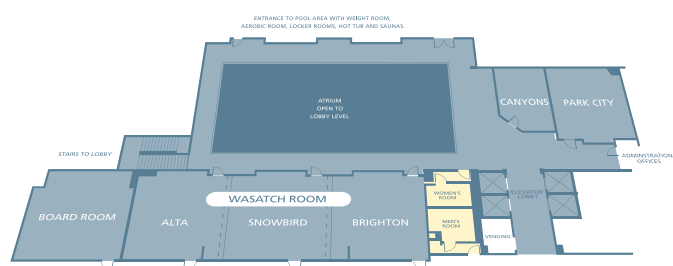 ENTRANCE TO POOL AREA WITH WEIGHT ROOM,
AEROBIC ROOM, LOCKER ROOMS, HOT TUB AND SAUNAS.
ATRIUM
OPEN TO
LOBBY LEVEL
CANYONS
PARK CITY
STAIRS TO LOBBY
ADMINISTRATION
OFFICES
WASATCH ROOM
WOMEN'S
ROOM
ELEVATOR
LOBBY
BOARD ROOM
ALTA
SNOWBIRD
BRIGHTON
MEN'S
ROOM
VENDING